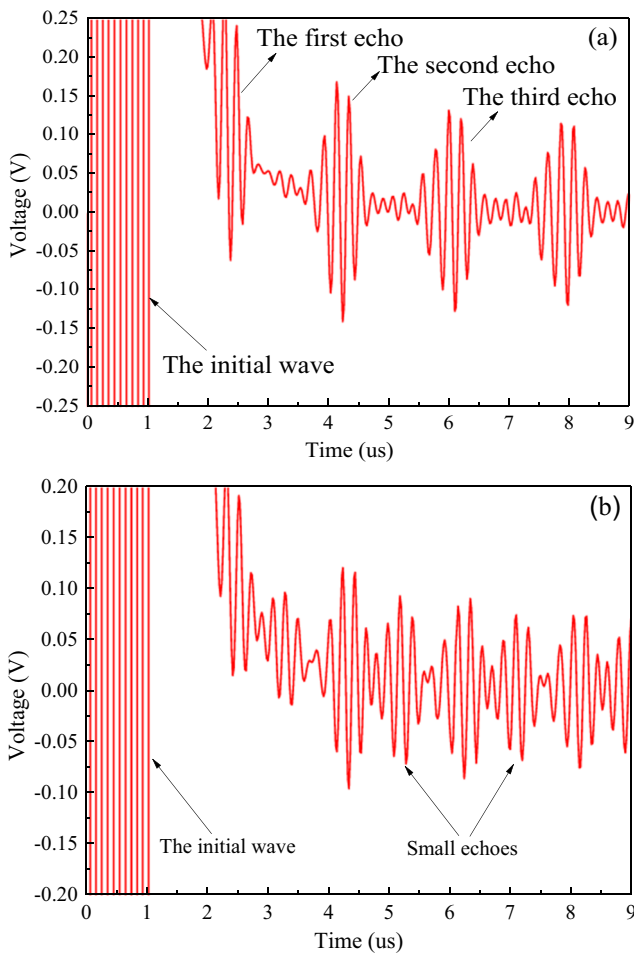 (a)
The first echo
The second echo
The third echo
The initial wave
Voltage (V)
0.25
0.20
0.15
0.10
0.05
0.00
-0.05
-0.10
-0.15
-0.20
-0.25
0 1 2 3 4 5 6 7 8 9
Time (us)
(b)
The initial wave
Small echoes
Voltage (V)
0.20
0.15
0.10
0.05
0.00
-0.05
-0.10
-0.15
-0.20
0 1 2 3 4 5 6 7 8 9
Time (us)